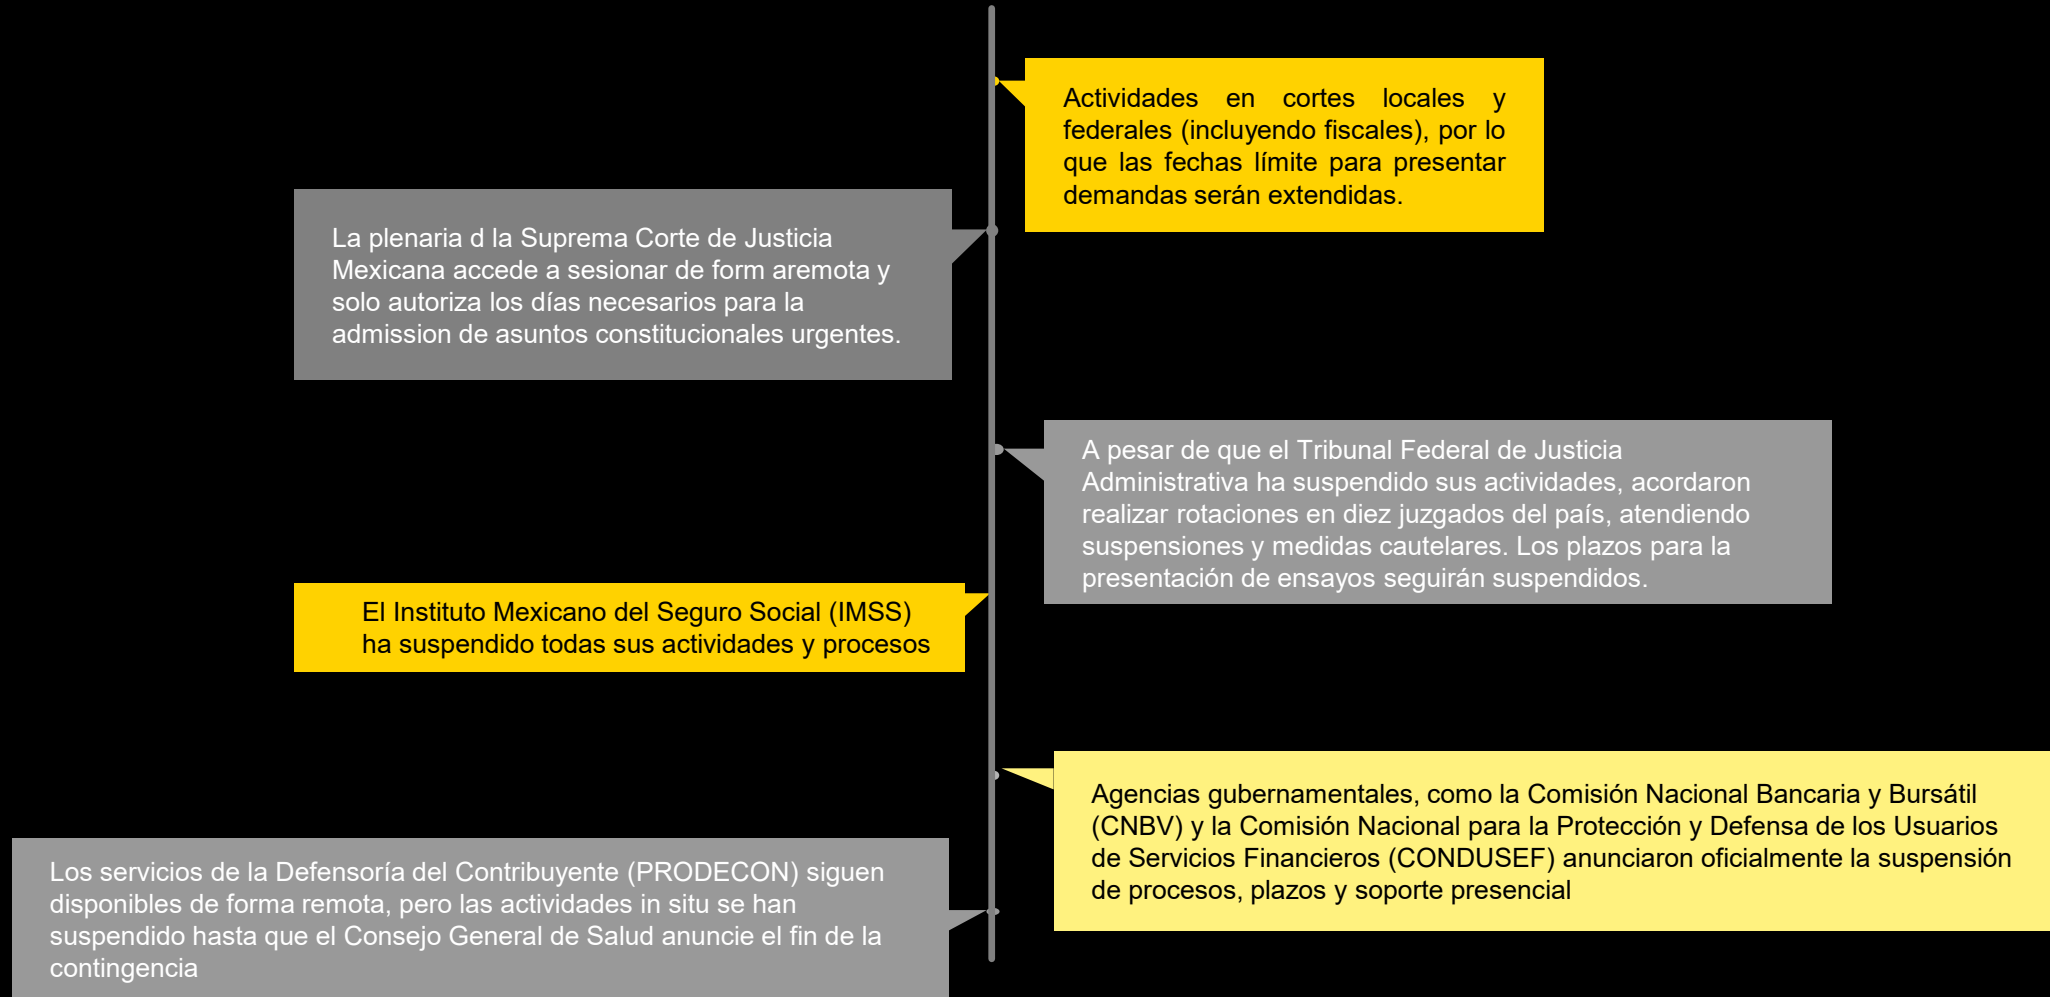 Actividades en cortes locales y
federales (incluyendo fiscales), por lo
que las fechas límite para presentar
demandas serán extendidas.
La plenaria d la Suprema Corte de Justicia
Mexicana accede a sesionar de form aremota y
solo autoriza los días necesarios para la
admission de asuntos constitucionales urgentes.
A pesar de que el Tribunal Federal de Justicia
Administrativa ha suspendido sus actividades, acordaron
realizar rotaciones en diez juzgados del país, atendiendo
suspensiones y medidas cautelares. Los plazos para la
presentación de ensayos seguirán suspendidos.
El Instituto Mexicano del Seguro Social (IMSS)
ha suspendido todas sus actividades y procesos
Agencias gubernamentales, como la Comisión Nacional Bancaria y Bursátil
(CNBV) y la Comisión Nacional para la Protección y Defensa de los Usuarios
de Servicios Financieros (CONDUSEF) anunciaron oficialmente la suspensión
de procesos, plazos y soporte presencial
Los servicios de la Defensoría del Contribuyente (PRODECON) siguen
disponibles de forma remota, pero las actividades in situ se han
suspendido hasta que el Consejo General de Salud anuncie el fin de la
contingencia